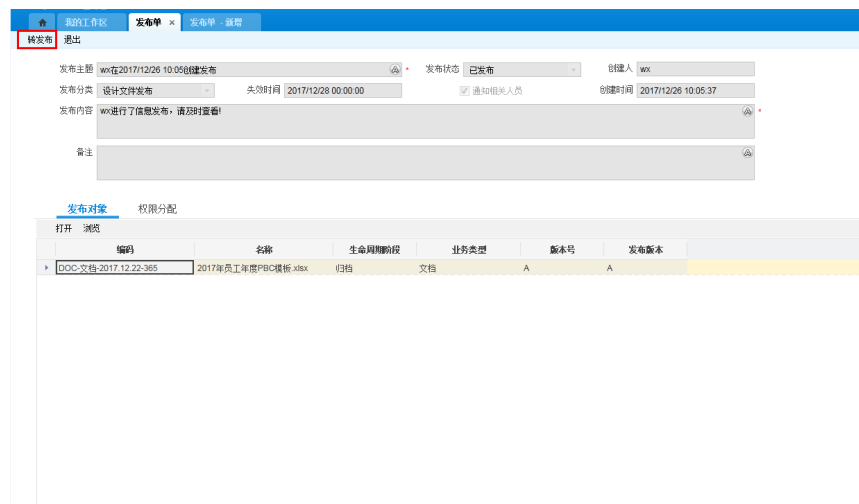 我的工作区 发布单 × 发布单 - 新增
转发布 退出
发布主题 wx在2017/12/26 10:05创建发布 * 发布状态 已发布 创建人 wx
发布分类 设计文件发布 失效时间 2017/12/28 00:00:00 通知相关人员 创建时间 2017/12/26 10:05:37
发布内容 wx进行了信息发布，请及时查看! *
备注
发布对象 权限分配
打开 浏览
编码 名称 生命周期阶段 业务类型 版本号 发布版本
DOC-文档-2017.12.22-365 2017年员工年度PBC模板.xlsx 归档 文档 A A